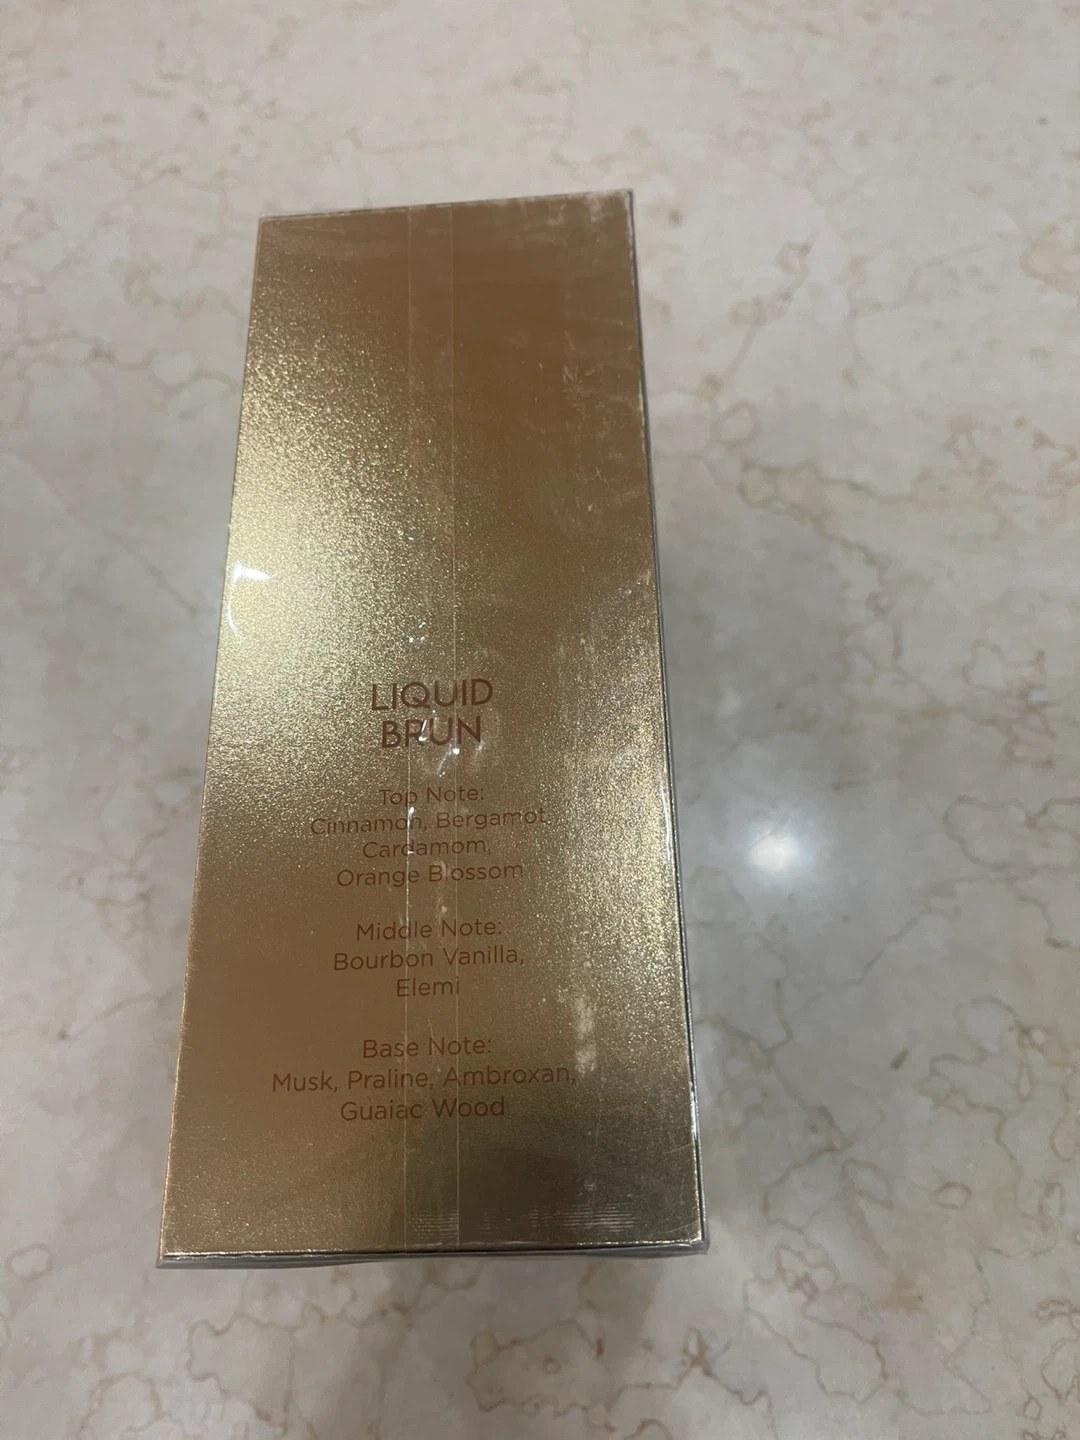 LIQUID
BRUN
Top Note:
Cinnamon, Bergamot,
Cardamom,
Orange Blossom
Middle Note:
Bourbon Vanilla,
Elemi
Base Note:
Musk, Praline, Ambroxan,
Guaiac Wood